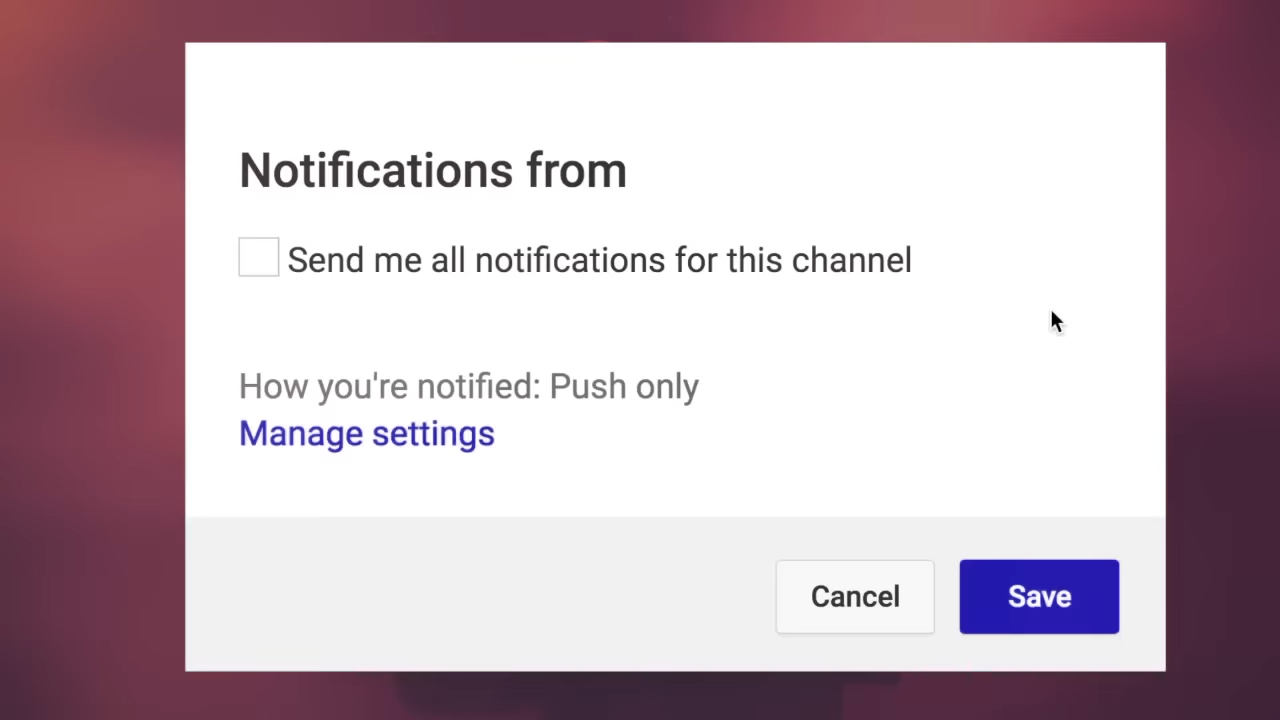 Notifications from
Send me all notifications for this channel
How you're notified: Push only
Manage settings
Cancel Save